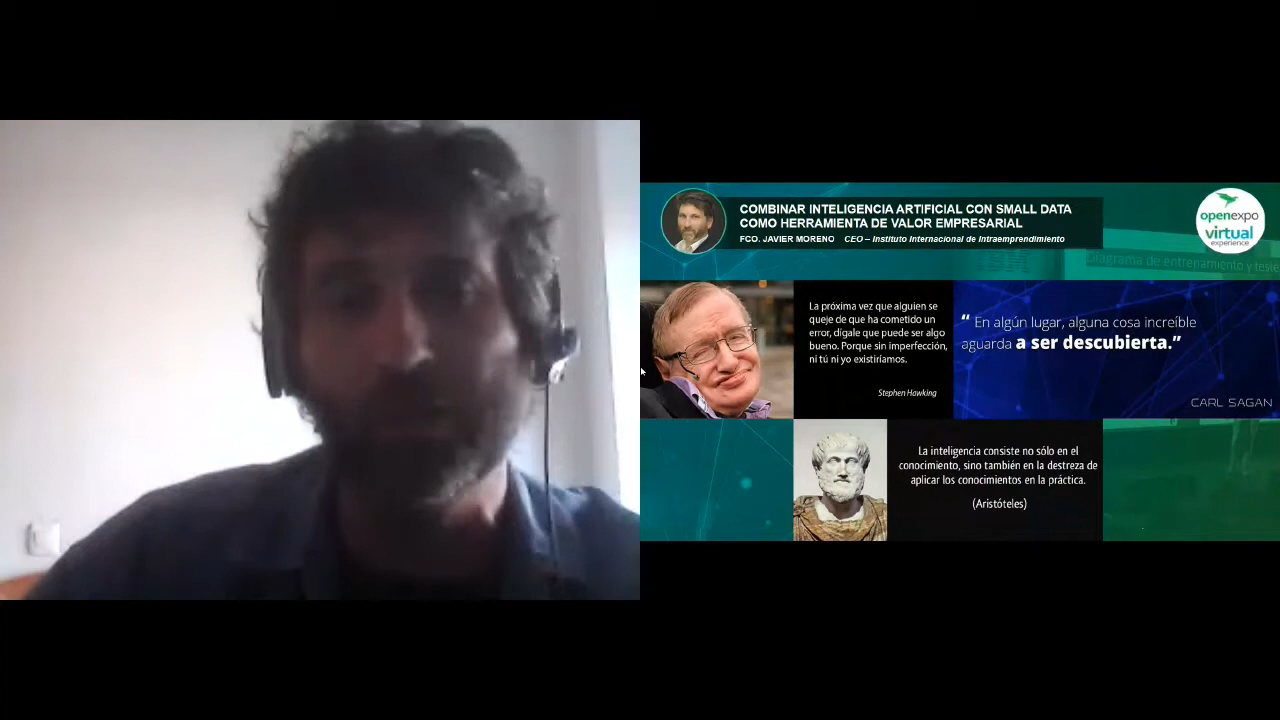 COMBINAR INTELIGENCIA ARTIFICIAL CON SMALL DATA
COMO HERRAMIENTA DE VALOR EMPRESARIAL
FCO. JAVIER MORENO CEO – Instituto Internacional de Intraemprendimiento
openexpo
virtual
experience
diagrama de entrenamiento y teste
La próxima vez que alguien se
queje de que ha cometido un
error, dígale que puede ser algo
bueno. Porque sin imperfección,
ni tú ni yo existiríamos.
Stephen Hawking
“ En algún lugar, alguna cosa increíble
aguarda a ser descubierta.”
CARL SAGAN
La inteligencia consiste no sólo en el
conocimiento, sino también en la destreza de
aplicar los conocimientos en la práctica.
(Aristóteles)